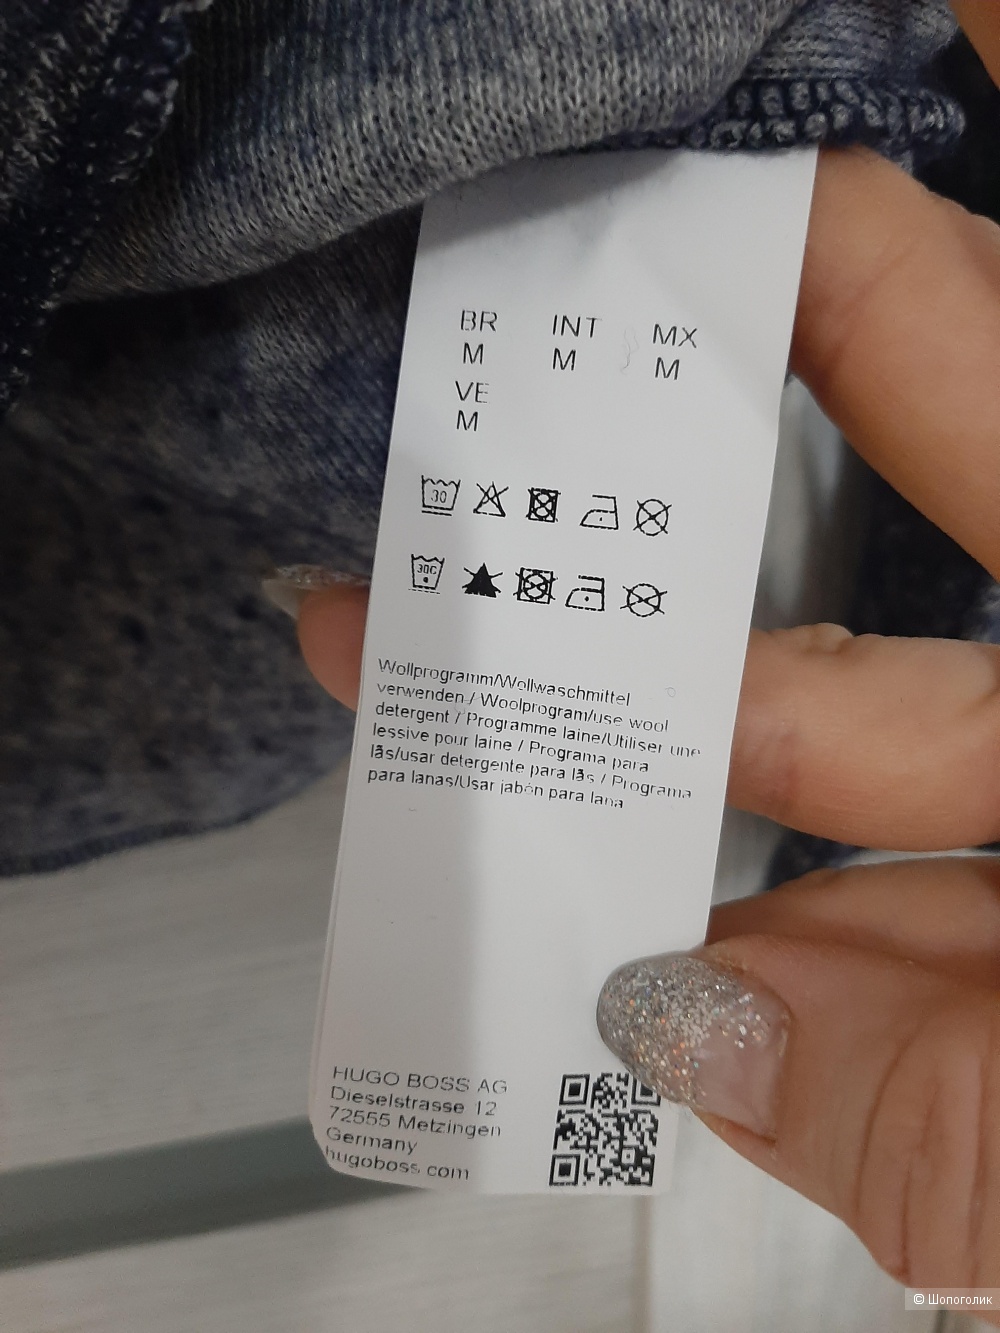 BR INT MX
M M M
VE
M
30
30C
Wollprogramm/Wollwaschmittel
verwenden / Woolprogram/use wool
detergent / Programme laine/Utiliser une
lessive pour laine / Programa para
lãs/usar detergente para lãs / Programa
para lanas/Usar jabón para lana
HUGO BOSS AG
Dieselstrasse 12
72555 Metzingen
Germany
hugoboss.com
© Шопоголик